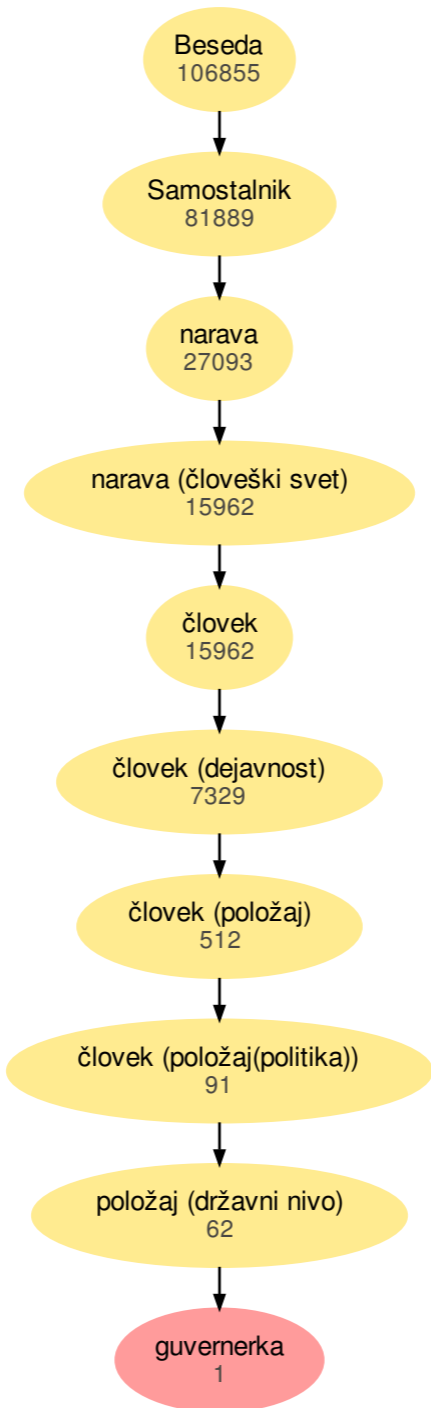 Beseda
106855
Samostalnik
81889
narava
27093
narava (človeški svet)
15962
človek
15962
človek (dejavnost)
7329
človek (položaj)
512
človek (položaj(politika))
91
položaj (državni nivo)
62
guvernerka
1